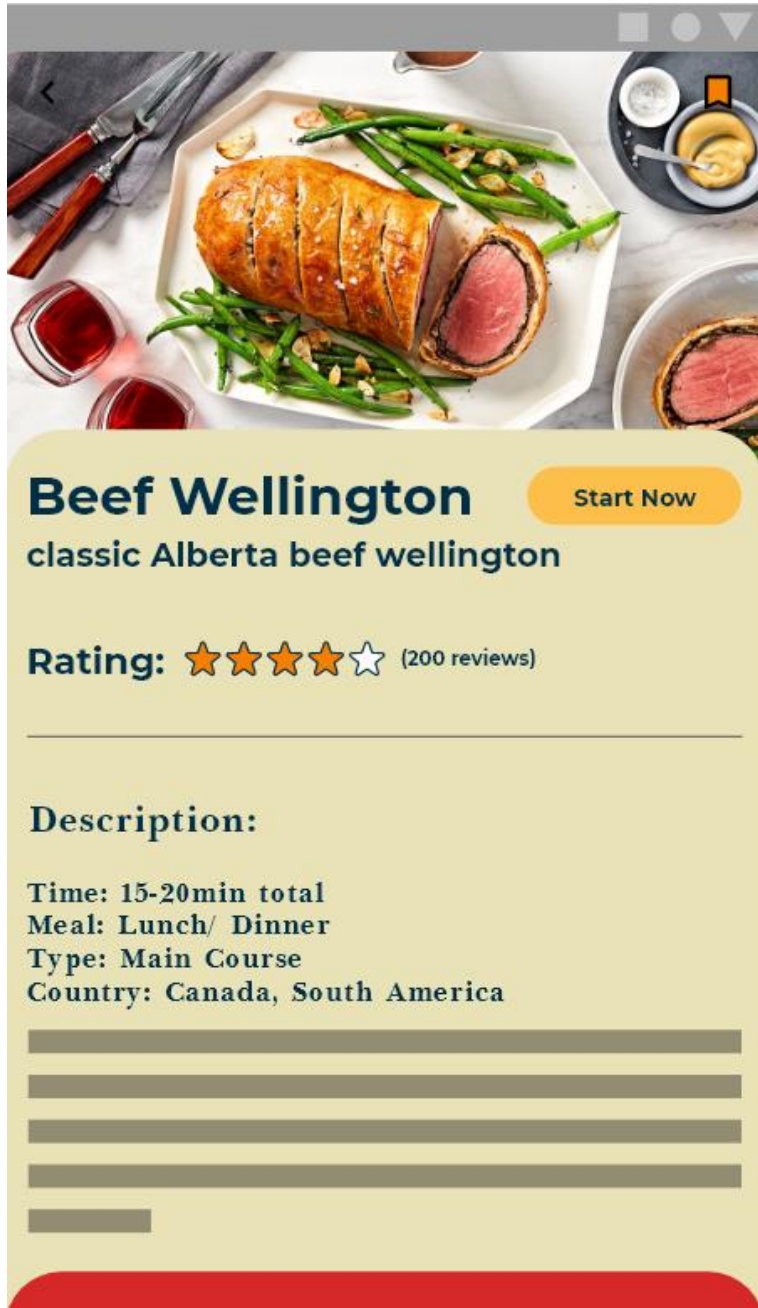 Beef Wellington
Start Now
classic Alberta beef wellington
Rating:
(200 reviews)
Description:
Time: 15-20min total
Meal: Lunch/ Dinner
Type: Main Course
Country: Canada, South America